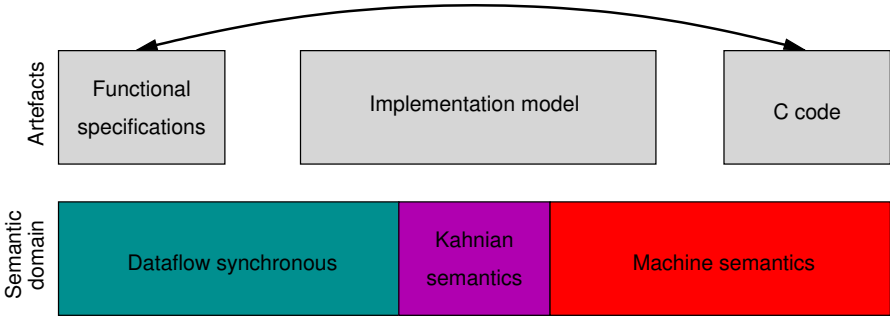 Artefacts
Functional
specifications
Implementation model
C code
Semantic
domain
Dataflow synchronous
Kahnian
semantics
Machine semantics